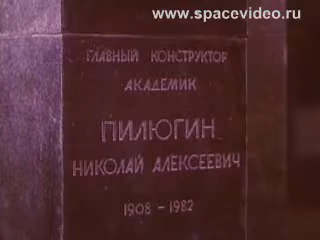 www.spacevideo.ru
ГЛАВНЫЙ КОНСТРУКТОР
АКАДЕМИК
ПИЛЮГИН
НИКОЛАЙ АЛЕКСЕЕВИЧ
1908 - 1982